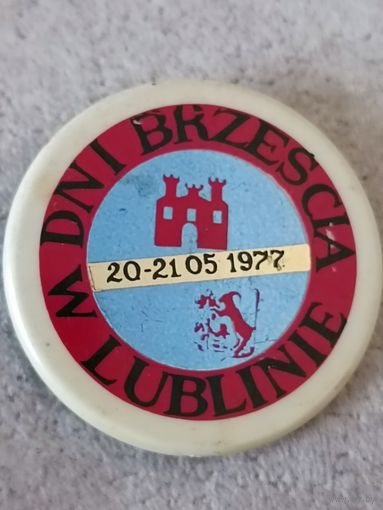 DNI BRZEŚCIA
W LUBLINIE
20-21 05 1977